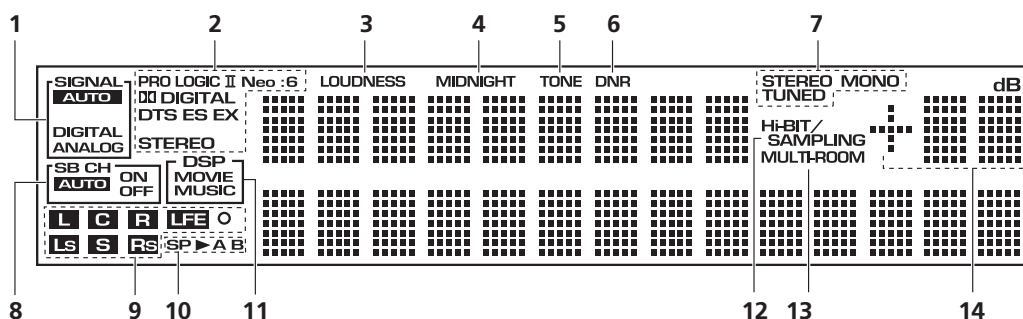 1 2 3 4 5 6 7
SIGNAL
AUTO
DIGITAL
ANALOG
PRO LOGIC II Neo :6
DIGITAL
DTS ES EX
STEREO
LOUDNESS MIDNIGHT TONE DNR
STEREO MONO
TUNED
dB
Hi-BIT/
SAMPLING
MULTI-ROOM
SB CH
AUTO ON
OFF
DSP
MOVIE
MUSIC
L C R LFE
LS S RS SP►A B
8 9 10 11 12 13 14